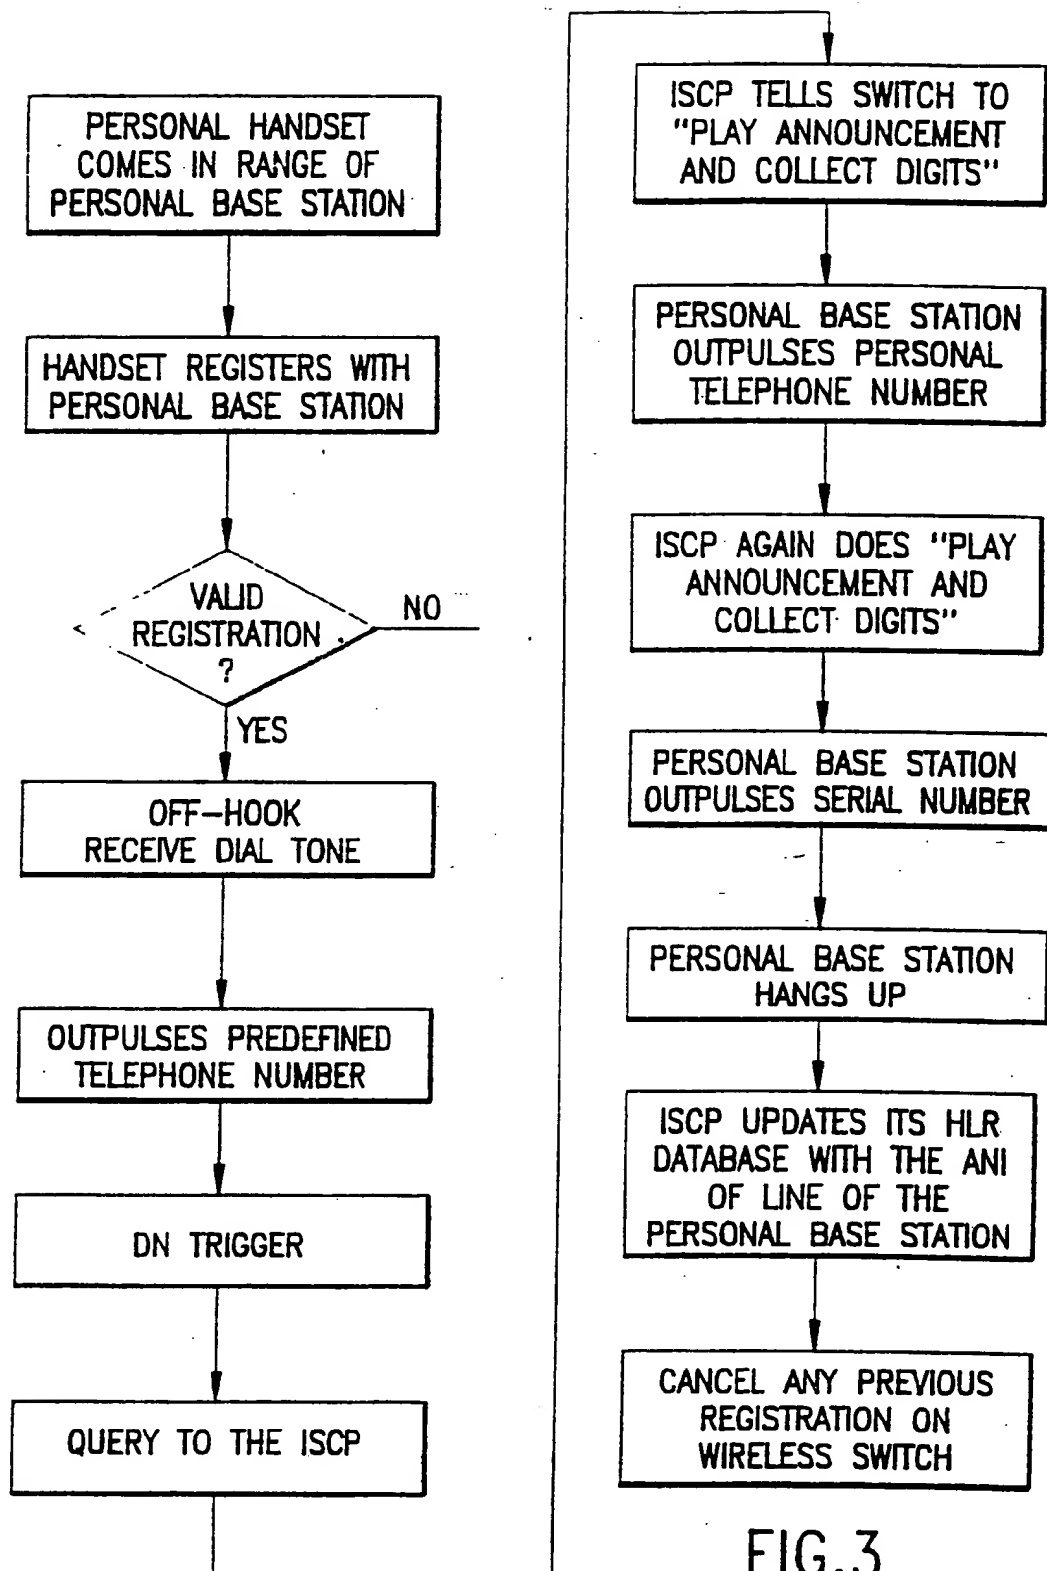 PERSONAL HANDSET
COMES IN RANGE OF
PERSONAL BASE STATION
HANDSET REGISTERS WITH
PERSONAL BASE STATION
VALID
REGISTRATION
?
NO
YES
OFF-HOOK
RECEIVE DIAL TONE
OUTPULSES PREDEFINED
TELEPHONE NUMBER
DN TRIGGER
QUERY TO THE ISCP
ISCP TELLS SWITCH TO
"PLAY ANNOUNCEMENT
AND COLLECT DIGITS"
PERSONAL BASE STATION
OUTPULSES PERSONAL
TELEPHONE NUMBER
ISCP AGAIN DOES "PLAY
ANNOUNCEMENT AND
COLLECT DIGITS"
PERSONAL BASE STATION
OUTPULSES SERIAL NUMBER
PERSONAL BASE STATION
HANGS UP
ISCP UPDATES ITS HLR
DATABASE WITH THE ANI
OF LINE OF THE
PERSONAL BASE STATION
CANCEL ANY PREVIOUS
REGISTRATION ON
WIRELESS SWITCH
FIG.3